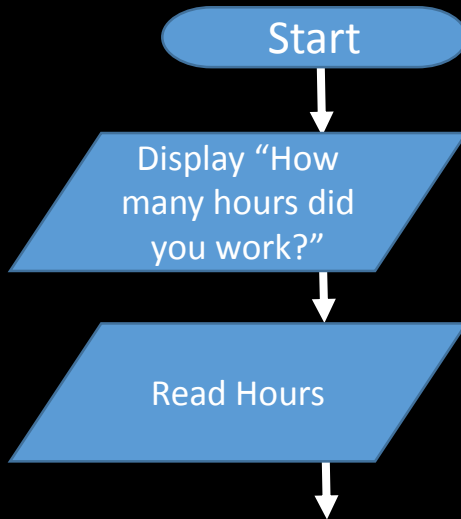 Start
Display “How
many hours did
you work?”
Read Hours